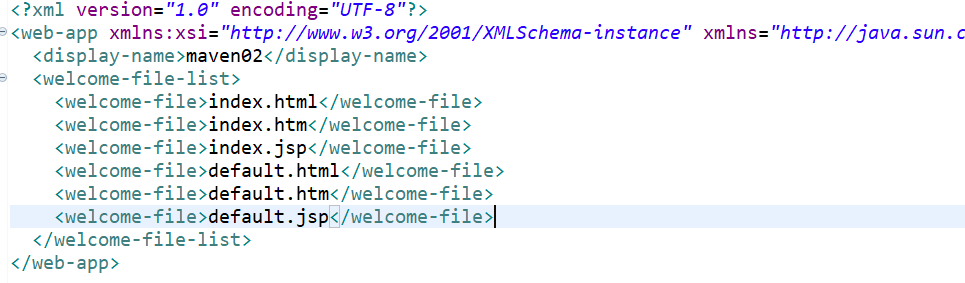 <?xml version="1.0" encoding="UTF-8"?>
<web-app xmlns:xsi="http://www.w3.org/2001/XMLSchema-instance" xmlns="http://java.sun.c
<display-name>maven02</display-name>
<welcome-file-list>
<welcome-file>index.html</welcome-file>
<welcome-file>index.htm</welcome-file>
<welcome-file>index.jsp</welcome-file>
<welcome-file>default.html</welcome-file>
<welcome-file>default.htm</welcome-file>
<welcome-file>default.jsp</welcome-file>
</welcome-file-list>
</web-app>